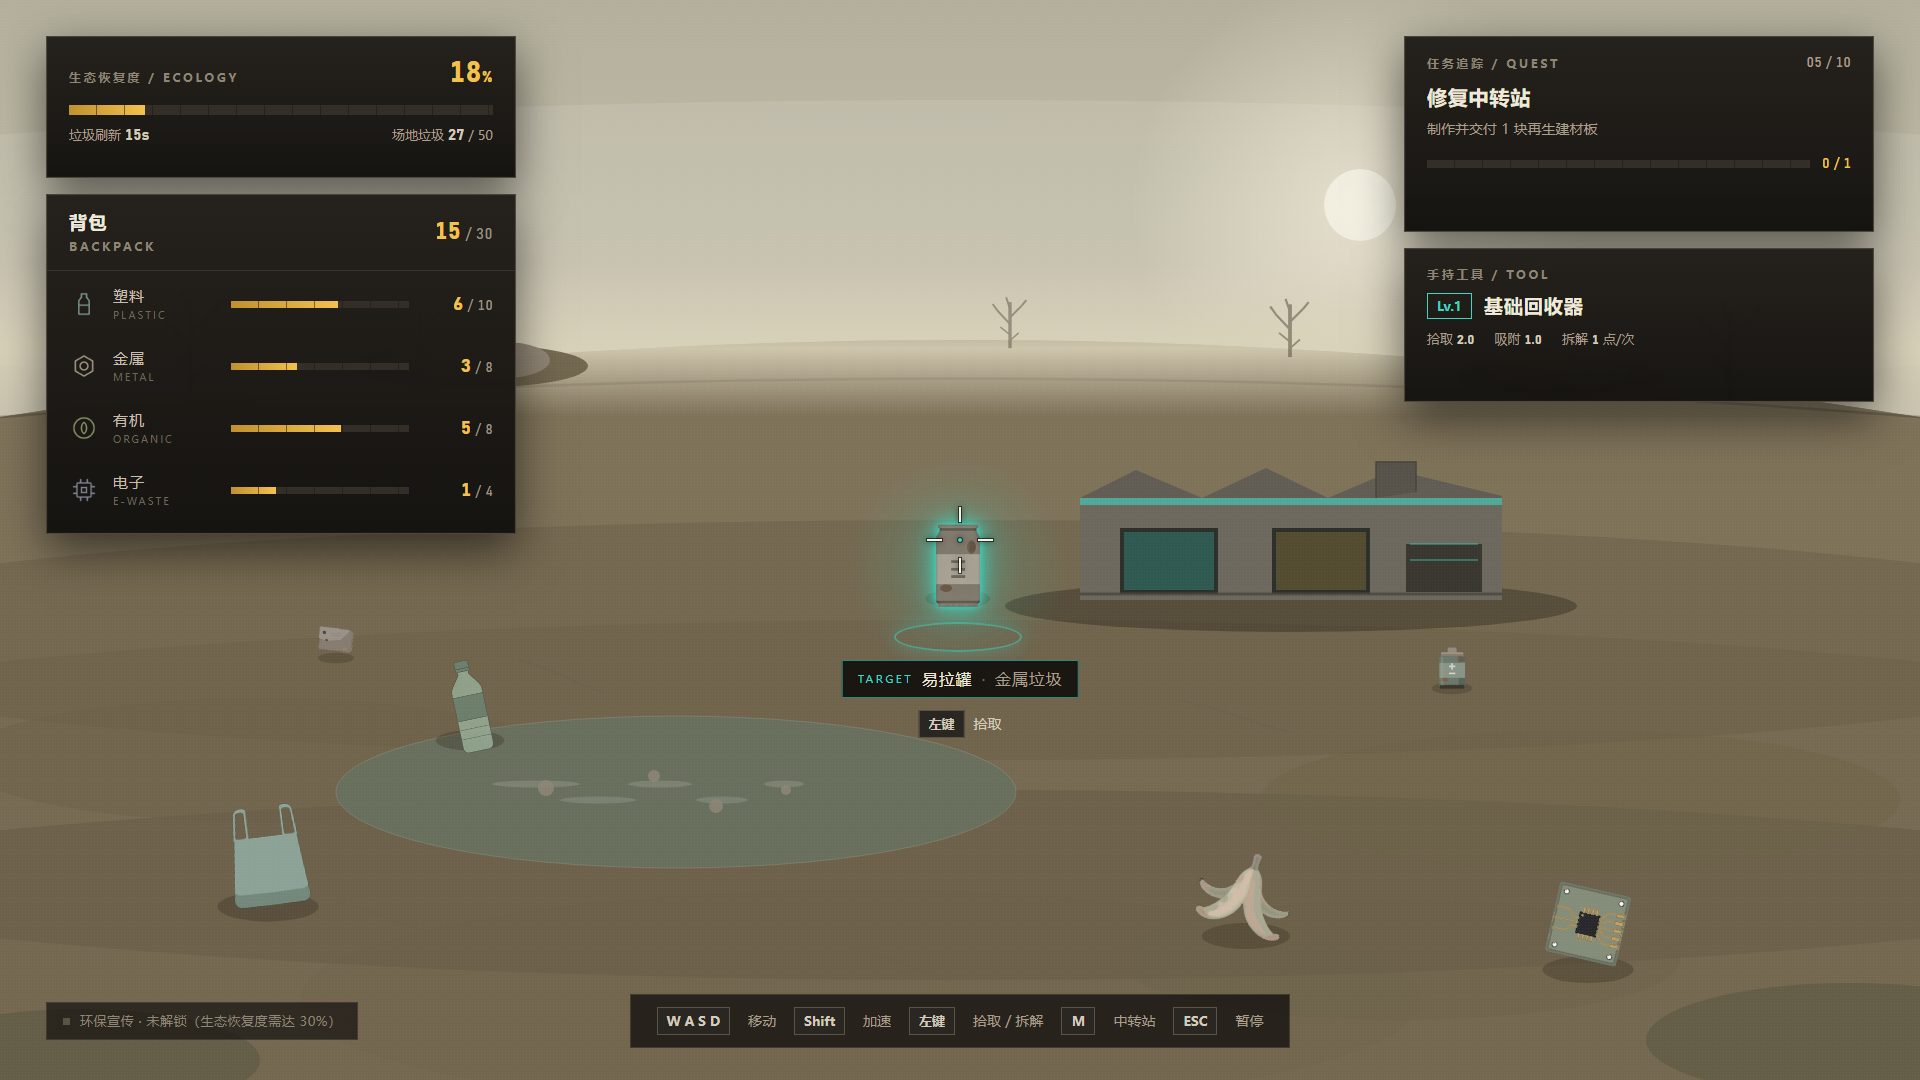 生态恢复度 / ECOLOGY
18%
垃圾刷新 15s
场地垃圾 27 / 50
背包
BACKPACK
15 / 30
塑料
PLASTIC
6 / 10
金属
METAL
3 / 8
有机
ORGANIC
5 / 8
电子
E-WASTE
1 / 4
任务追踪 / QUEST
05 / 10
修复中转站
制作并交付 1 块再生建材板
0 / 1
手持工具 / TOOL
Lv.1 基础回收器
拾取 2.0 吸附 1.0 拆解 1 点/次
TARGET 易拉罐 · 金属垃圾
左键 拾取
环保宣传 · 未解锁（生态恢复度需达 30%）
W A S D 移动 Shift 加速 左键 拾取 / 拆解 M 中转站 ESC 暂停